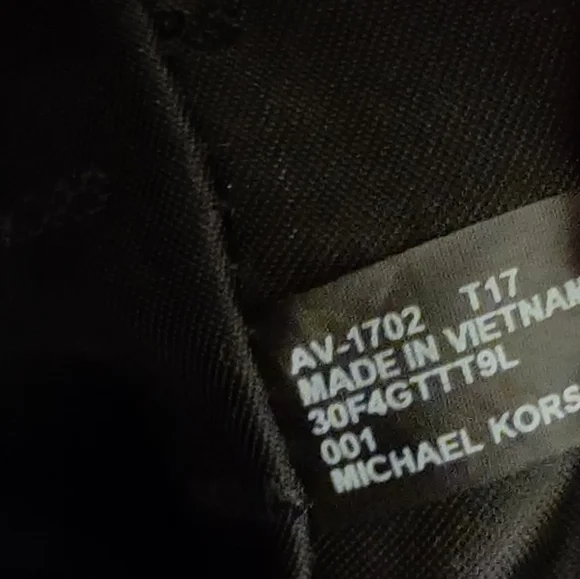 AV-1702 T17
MADE IN VIETNAM
30F4GTTT9L
001
MICHAEL KORS